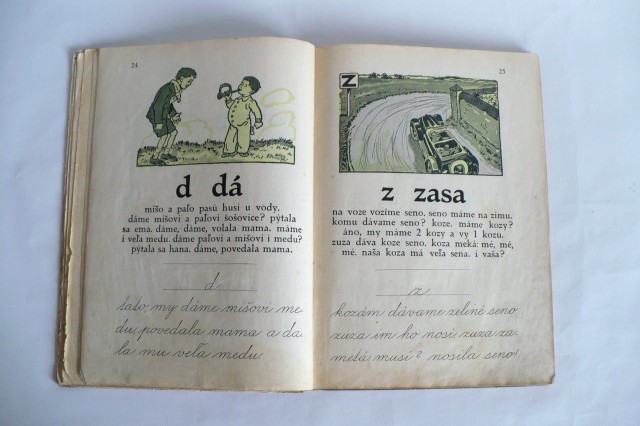 24
d dá
mišo a paľo pasú husi u vody.
dáme mišovi a paľovi šošovice? pýtala
sa ema. dáme, dáme, volala mama. máme
i veľa medu. dáme paľovi a mišovi i medu?
pýtala sa hana. dáme, povedala mama.
d
tato my dáme mišovi me-
du, povedala mama a da-
la mu veľa medu
25
Z
z zasa
na voze vozíme seno. seno máme na zimu.
komu dávame seno? koze. máme kozy?
áno, my máme 2 kozy a vy 1 kozu.
zuza dáva koze seno. koza meká: mé, mé,
mé. naša koza má veľa sena. i vaša?
z
kozám dávame zelené seno
zuza im ho nosí zuza za-
metá musí? nosila seno!